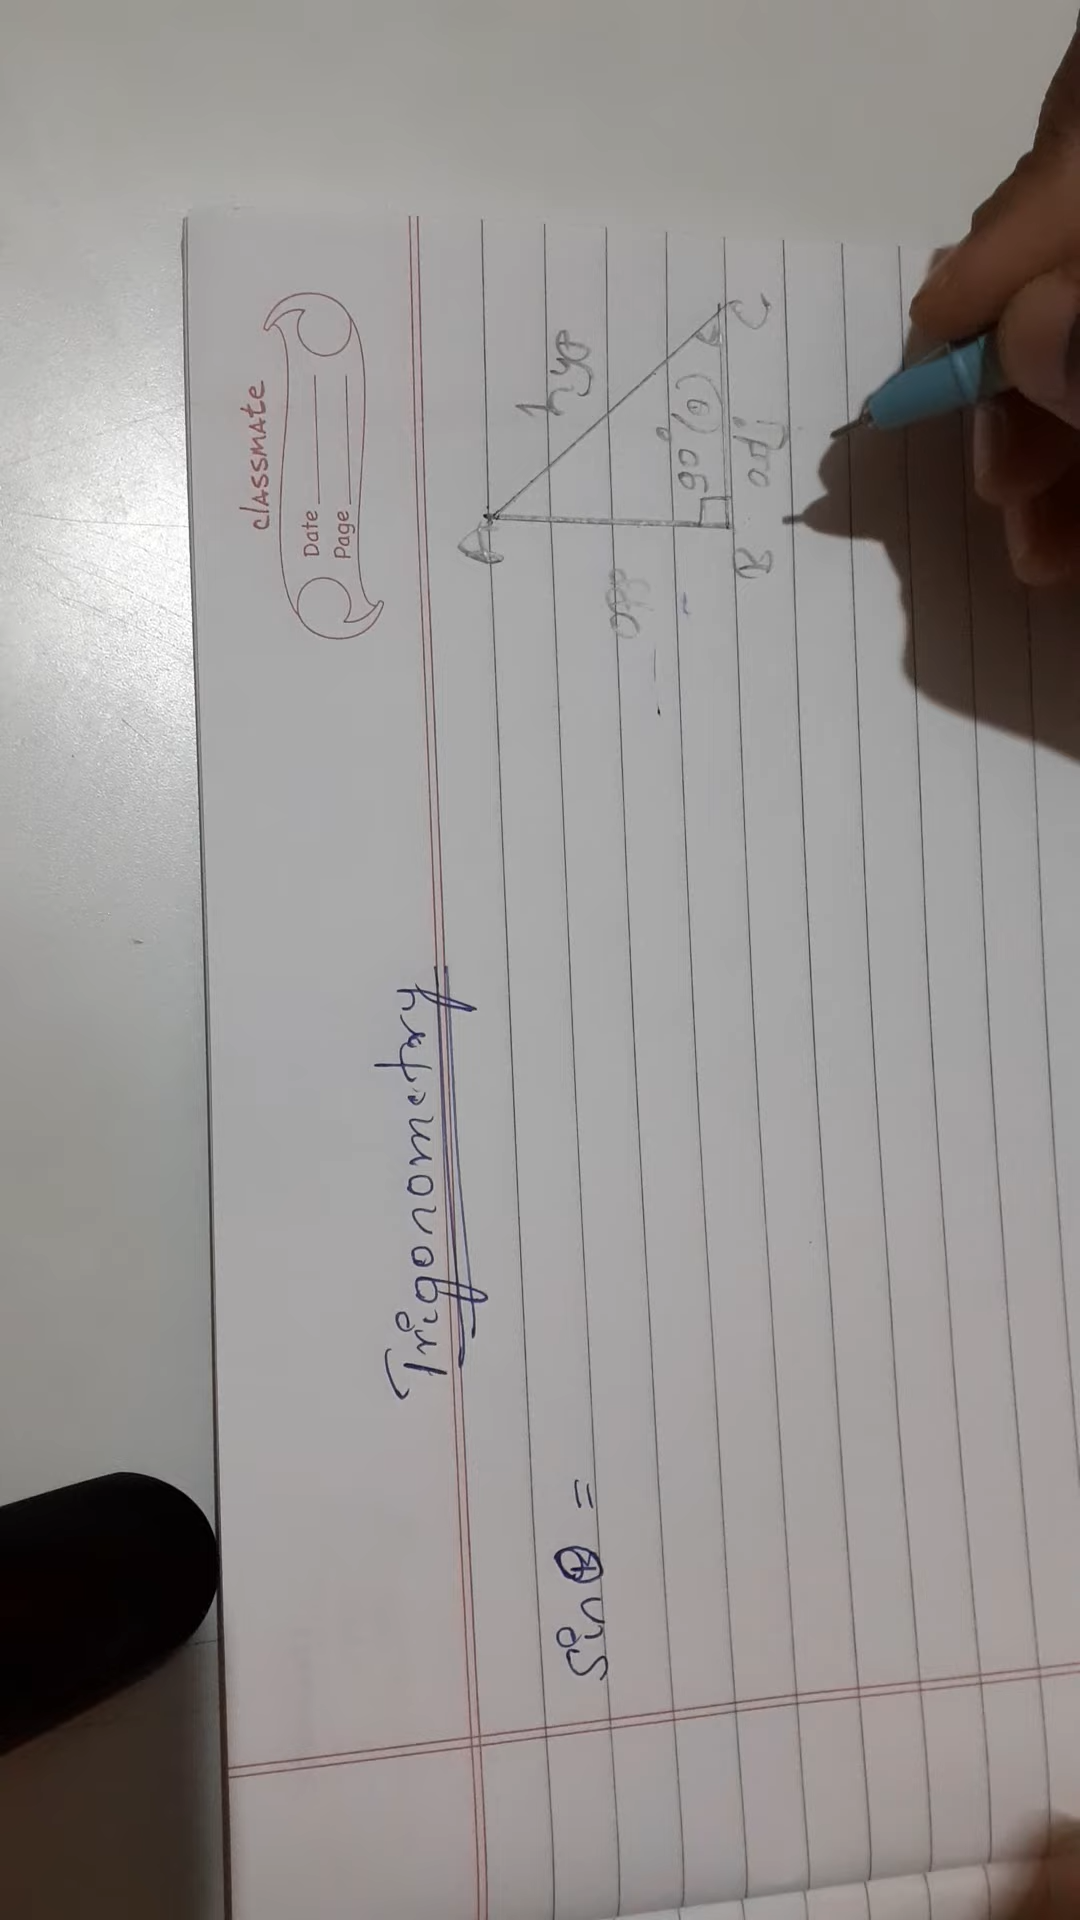 classmate
Date
Page
Trigonometry
A
hyp
opp
90° (θ)
B
adj
C
Sinθ =